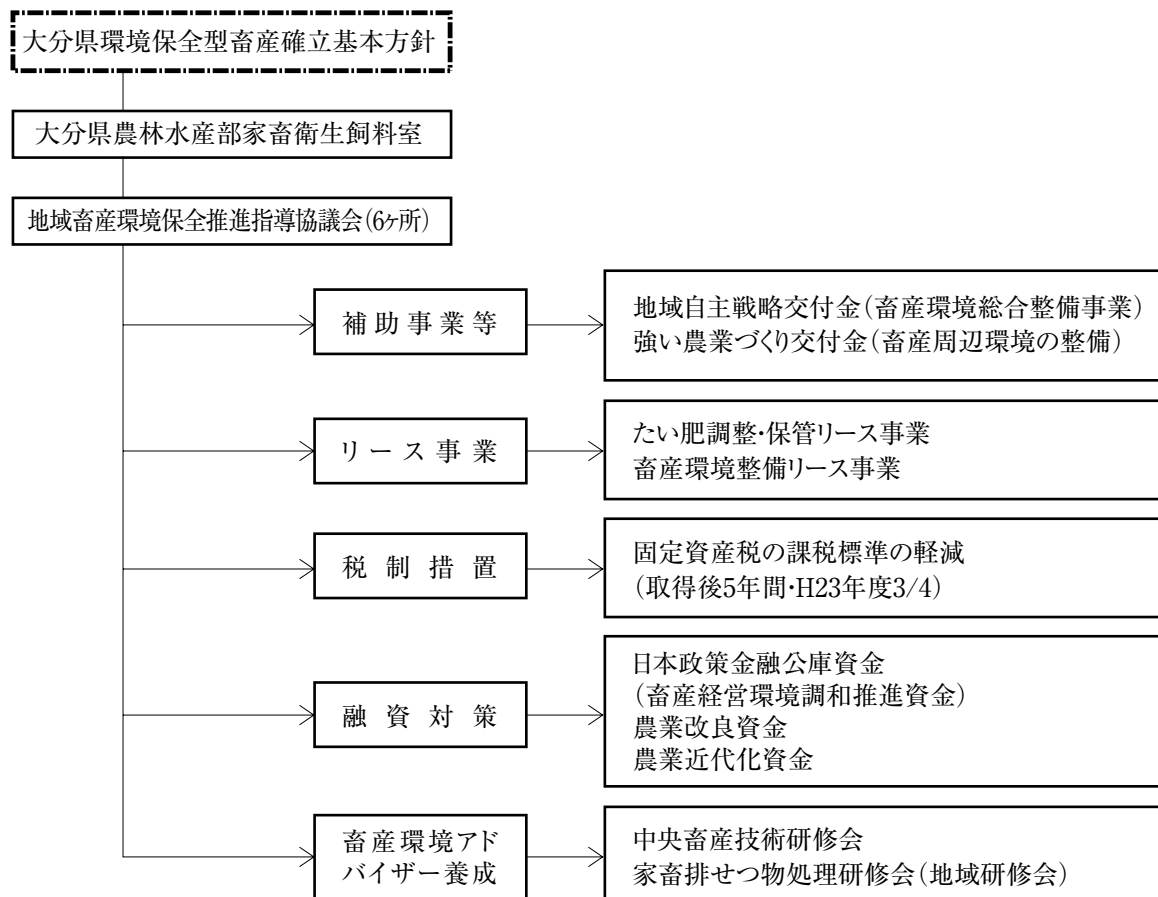 大分県環境保全型畜産確立基本方針
大分県農林水産部家畜衛生飼料室
地域畜産環境保全推進指導協議会(6ヶ所)
補助事業等
地域自主戦略交付金(畜産環境総合整備事業)
強い農業づくり交付金(畜産周辺環境の整備)
リース事業
たい肥調整・保管リース事業
畜産環境整備リース事業
税制措置
固定資産税の課税標準の軽減
(取得後5年間・H23年度3/4)
融資対策
日本政策金融公庫資金
(畜産経営環境調和推進資金)
農業改良資金
農業近代化資金
畜産環境アド
バイザー養成
中央畜産技術研修会
家畜排せつ物処理研修会(地域研修会)